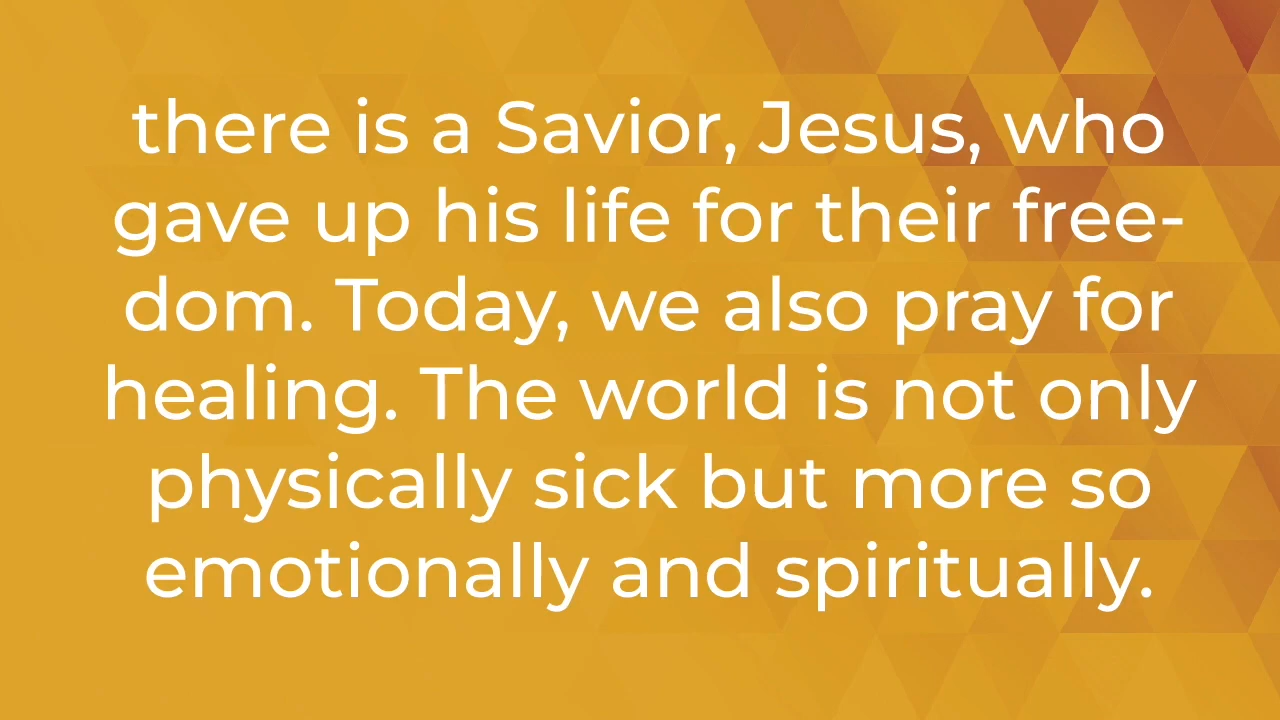 there is a Savior, Jesus, who
gave up his life for their free-
dom. Today, we also pray for
healing. The world is not only
physically sick but more so
emotionally and spiritually.